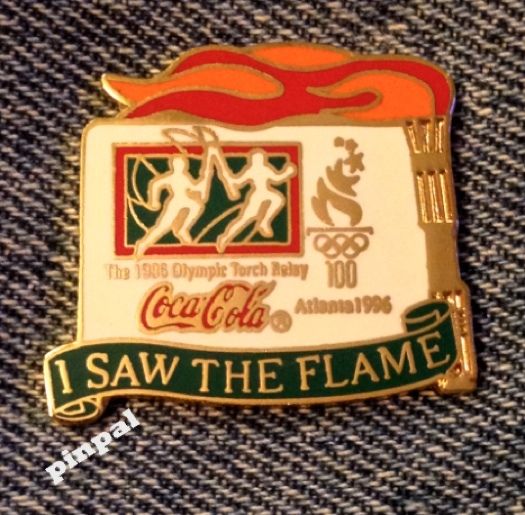 The 1996 Olympic Torch Relay
100
Coca-Cola®
Atlanta 1996
I SAW THE FLAME
pinpal